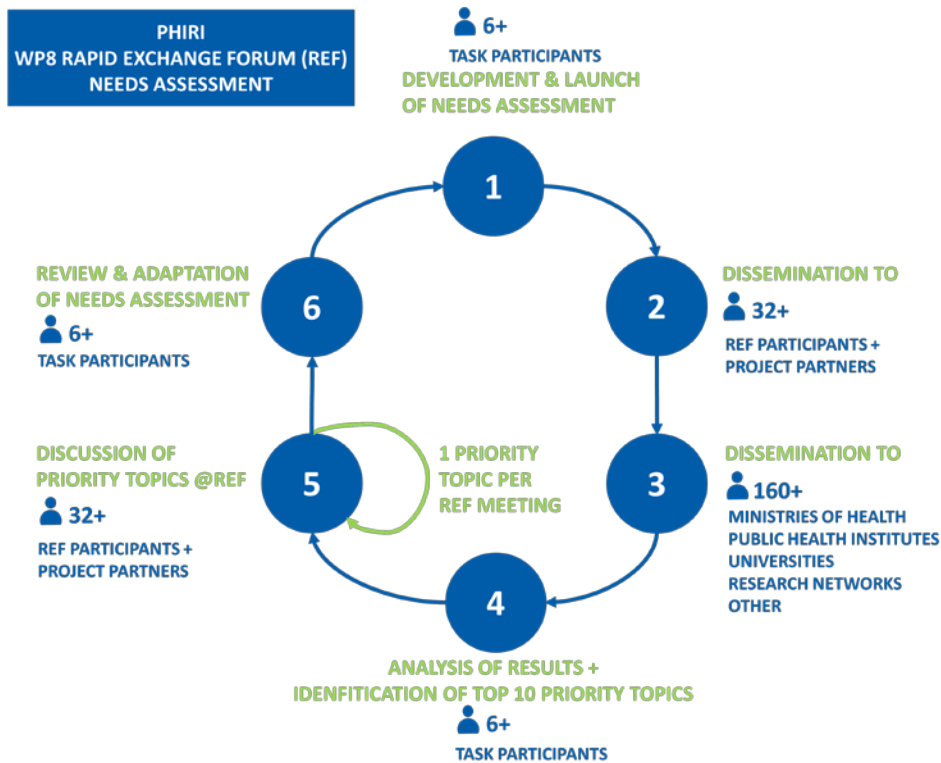 PHIRI
WP8 RAPID EXCHANGE FORUM (REF)
NEEDS ASSESSMENT
6+
TASK PARTICIPANTS
DEVELOPMENT & LAUNCH
OF NEEDS ASSESSMENT
1
2
DISSEMINATION TO
32+
REF PARTICIPANTS +
PROJECT PARTNERS
3
DISSEMINATION TO
160+
MINISTRIES OF HEALTH
PUBLIC HEALTH INSTITUTES
UNIVERSITIES
RESEARCH NETWORKS
OTHER
4
ANALYSIS OF RESULTS +
IDENFITICATION OF TOP 10 PRIORITY TOPICS
6+
TASK PARTICIPANTS
5
DISCUSSION OF
PRIORITY TOPICS @REF
32+
REF PARTICIPANTS +
PROJECT PARTNERS
1 PRIORITY
TOPIC PER
REF MEETING
6
REVIEW & ADAPTATION
OF NEEDS ASSESSMENT
6+
TASK PARTICIPANTS